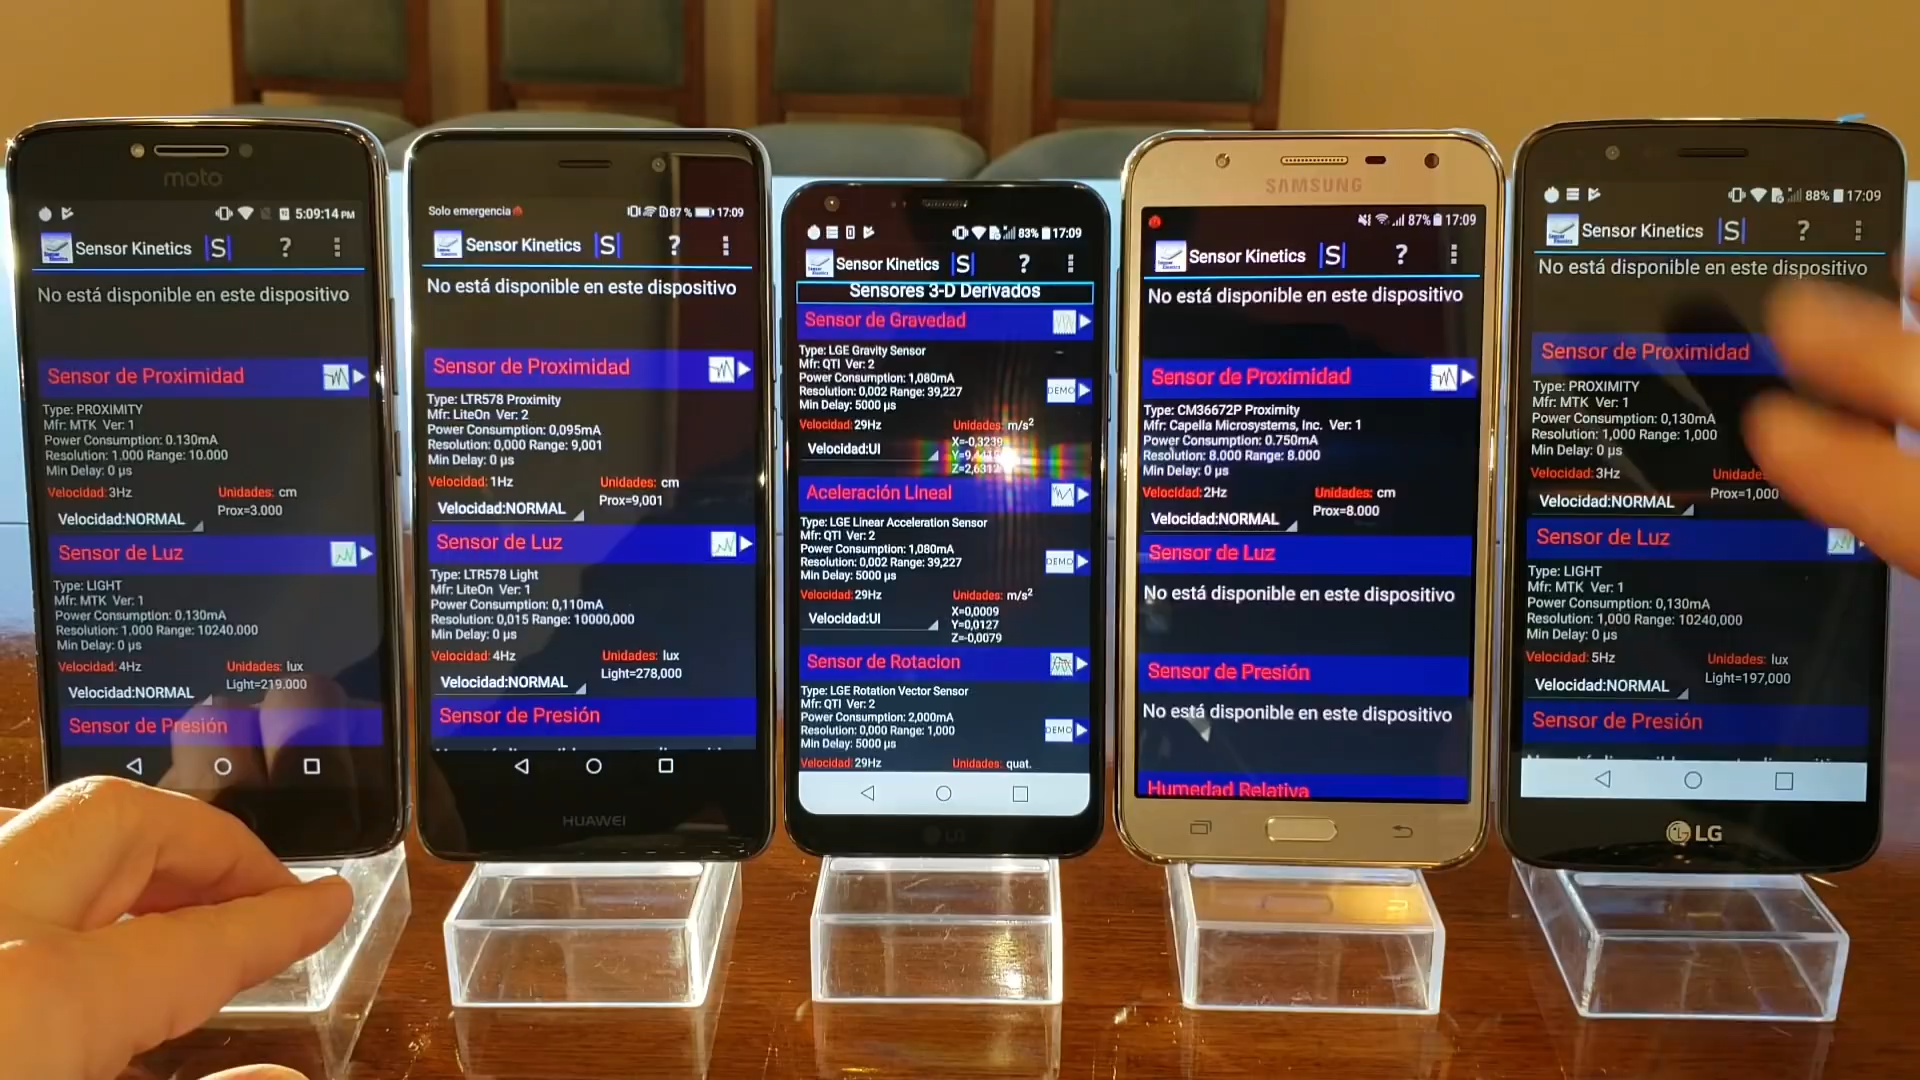 moto
5:09:14 PM
Sensor Kinetics |S| ?
No está disponible en este dispositivo
Sensor de Proximidad
Type: PROXIMITY
Mfr: MTK Ver: 1
Power Consumption: 0.130mA
Resolution: 1.000 Range: 10.000
Min Delay: 0 µs
Velocidad: 3Hz Unidades: cm
Prox=3.000
Velocidad:NORMAL
Sensor de Luz
Type: LIGHT
Mfr: MTK Ver: 1
Power Consumption: 0,130mA
Resolution: 1,000 Range: 10240.000
Min Delay: 0 µs
Velocidad: 4Hz Unidades: lux
Light=219.000
Velocidad:NORMAL
Sensor de Presión
Solo emergencia 87 % 17:09
Sensor Kinetics |S| ?
No está disponible en este dispositivo
Sensor de Proximidad
Type: LTR578 Proximity
Mfr: LiteOn Ver: 2
Power Consumption: 0,095mA
Resolution: 0,000 Range: 9,001
Min Delay: 0 µs
Velocidad: 1Hz Unidades: cm
Prox=9,001
Velocidad:NORMAL
Sensor de Luz
Type: LTR578 Light
Mfr: LiteOn Ver: 1
Power Consumption: 0,110mA
Resolution: 0,015 Range: 10000,000
Min Delay: 0 µs
Velocidad: 4Hz Unidades: lux
Light=278,000
Velocidad:NORMAL
Sensor de Presión
HUAWEI
83% 17:09
Sensor Kinetics |S| ?
Sensores 3-D Derivados
Sensor de Gravedad
Type: LGE Gravity Sensor
Mfr: QTI Ver: 2
Power Consumption: 1,080mA
Resolution: 0,002 Range: 39,227
Min Delay: 5000 µs
DEMO
Velocidad: 29Hz Unidades: m/s²
X=-0,3239
Velocidad:UI
Z=2,6312
Aceleración Lineal
Type: LGE Linear Acceleration Sensor
Mfr: QTI Ver: 2
Power Consumption: 1,080mA
Resolution: 0,002 Range: 39,227
Min Delay: 5000 µs
DEMO
Velocidad: 29Hz Unidades: m/s²
X=0,0009
Velocidad:UI
Y=0,0127
Z=-0,0079
Sensor de Rotacion
Type: LGE Rotation Vector Sensor
Mfr: QTI Ver: 2
Power Consumption: 2,000mA
Resolution: 0,000 Range: 1,000
Min Delay: 5000 µs
DEMO
Velocidad: 29Hz Unidades: quat.
LG
SAMSUNG
87% 17:09
Sensor Kinetics |S| ?
No está disponible en este dispositivo
Sensor de Proximidad
Type: CM36672P Proximity
Mfr: Capella Microsystems, Inc. Ver: 1
Power Consumption: 0.750mA
Resolution: 8.000 Range: 8.000
Min Delay: 0 µs
Velocidad: 2Hz Unidades: cm
Prox=8.000
Velocidad:NORMAL
Sensor de Luz
No está disponible en este dispositivo
Sensor de Presión
No está disponible en este dispositivo
Humedad Relativa
88% 17:09
Sensor Kinetics |S| ?
No está disponible en este dispositivo
Sensor de Proximidad
Type: PROXIMITY
Mfr: MTK Ver: 1
Power Consumption: 0,130mA
Resolution: 1,000 Range: 1,000
Min Delay: 0 µs
Velocidad: 3Hz
Prox=1,000
Velocidad:NORMAL
Sensor de Luz
Type: LIGHT
Mfr: MTK Ver: 1
Power Consumption: 0,130mA
Resolution: 1,000 Range: 10240,000
Min Delay: 0 µs
Velocidad: 5Hz Unidades: lux
Light=197,000
Velocidad:NORMAL
Sensor de Presión
LG